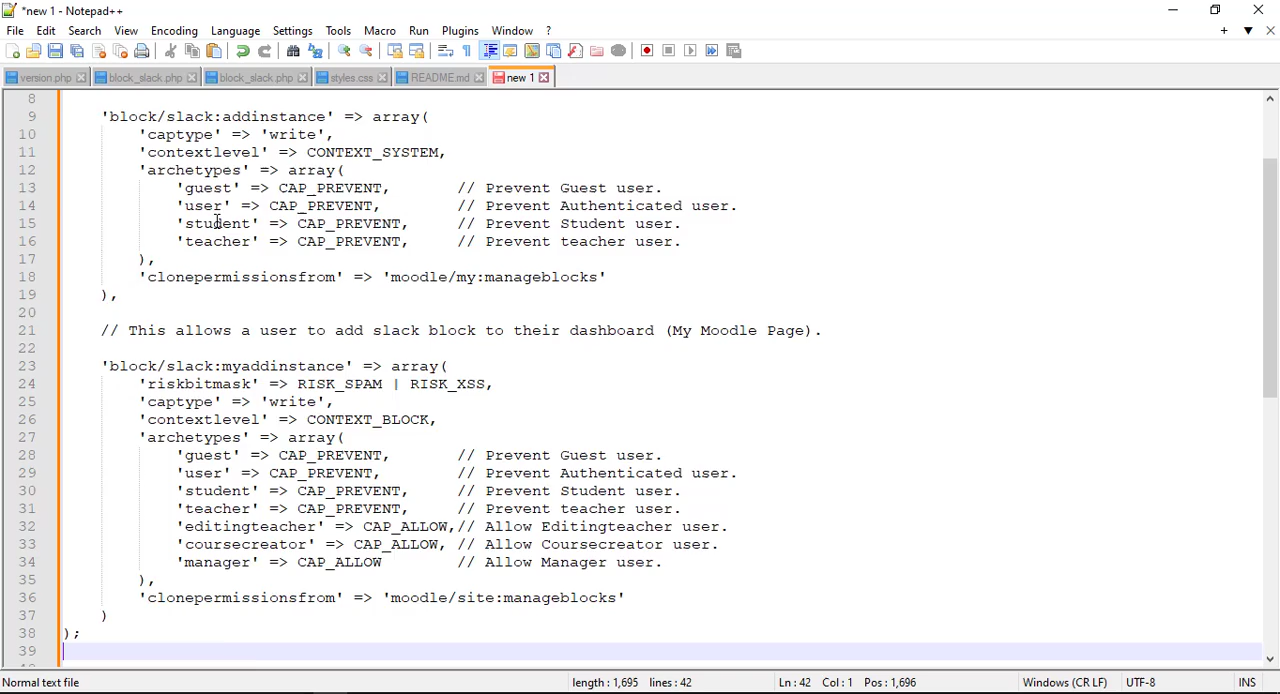 *new 1 - Notepad++
File Edit Search View Encoding Language Settings Tools Macro Run Plugins Window ?
version.php block_slack.php block_slack.php styles.css README.md new 1
8
9 'block/slack:addinstance' => array(
10 'captype' => 'write',
11 'contextlevel' => CONTEXT_SYSTEM,
12 'archetypes' => array(
13 'guest' => CAP_PREVENT, // Prevent Guest user.
14 'user' => CAP_PREVENT, // Prevent Authenticated user.
15 'student' => CAP_PREVENT, // Prevent Student user.
16 'teacher' => CAP_PREVENT, // Prevent teacher user.
17 ),
18 'clonepermissionsfrom' => 'moodle/my:manageblocks'
19 ),
20
21 // This allows a user to add slack block to their dashboard (My Moodle Page).
22
23 'block/slack:myaddinstance' => array(
24 'riskbitmask' => RISK_SPAM | RISK_XSS,
25 'captype' => 'write',
26 'contextlevel' => CONTEXT_BLOCK,
27 'archetypes' => array(
28 'guest' => CAP_PREVENT, // Prevent Guest user.
29 'user' => CAP_PREVENT, // Prevent Authenticated user.
30 'student' => CAP_PREVENT, // Prevent Student user.
31 'teacher' => CAP_PREVENT, // Prevent teacher user.
32 'editingteacher' => CAP_ALLOW,// Allow Editingteacher user.
33 'coursecreator' => CAP_ALLOW, // Allow Coursecreator user.
34 'manager' => CAP_ALLOW // Allow Manager user.
35 ),
36 'clonepermissionsfrom' => 'moodle/site:manageblocks'
37 )
38 );
39
Normal text file length : 1,695 lines : 42 Ln : 42 Col : 1 Pos : 1,696 Windows (CR LF) UTF-8 INS